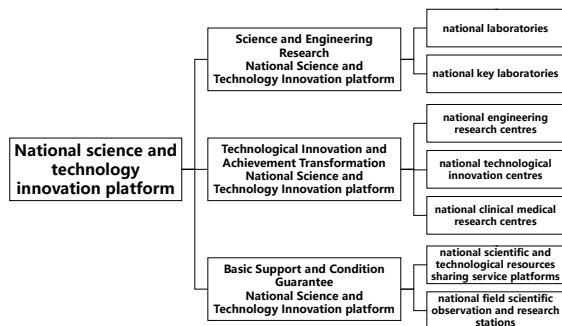 National science and
technology
innovation platform
Science and Engineering
Research
National Science and
Technology Innovation platform
national laboratories
national key laboratories
Technological Innovation and
Achievement Transformation
National Science and
Technology Innovation platform
national engineering
research centres
national technological
innovation centres
national clinical medical
research centres
Basic Support and Condition
Guarantee
National Science and
Technology Innovation platform
national scientific and
technological resources
sharing service platforms
national field scientific
observation and research
stations